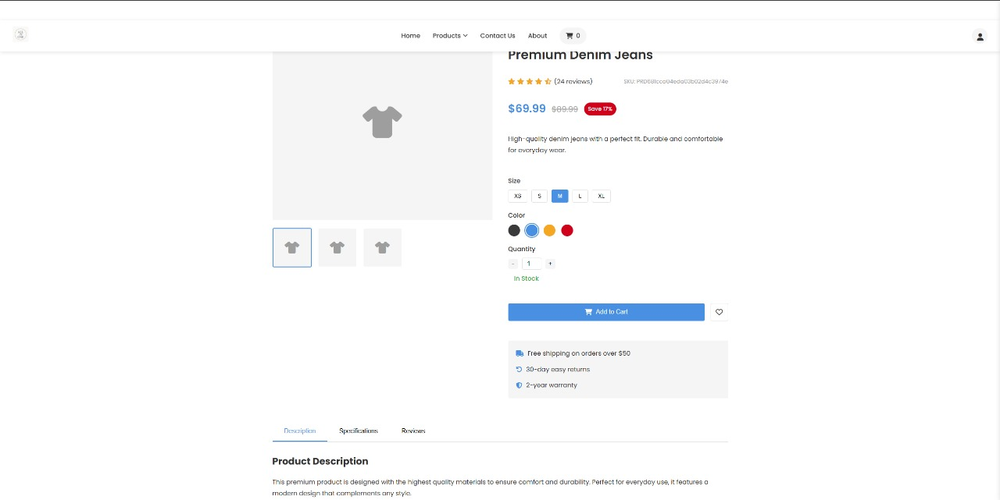 Home Products Contact Us About 0
Premium Denim Jeans
(24 reviews) SKU: PRD681cca04eda03b02d4c3974e
$69.99 $89.99 Save 17%
High-quality denim jeans with a perfect fit. Durable and comfortable
for everyday wear.
Size
XS S M L XL
Color
Quantity
- 1 +
In Stock
Add to Cart
Free shipping on orders over $50
30-day easy returns
2-year warranty
Description Specifications Reviews
Product Description
This premium product is designed with the highest quality materials to ensure comfort and durability. Perfect for everyday use, it features a
modern design that complements any style.